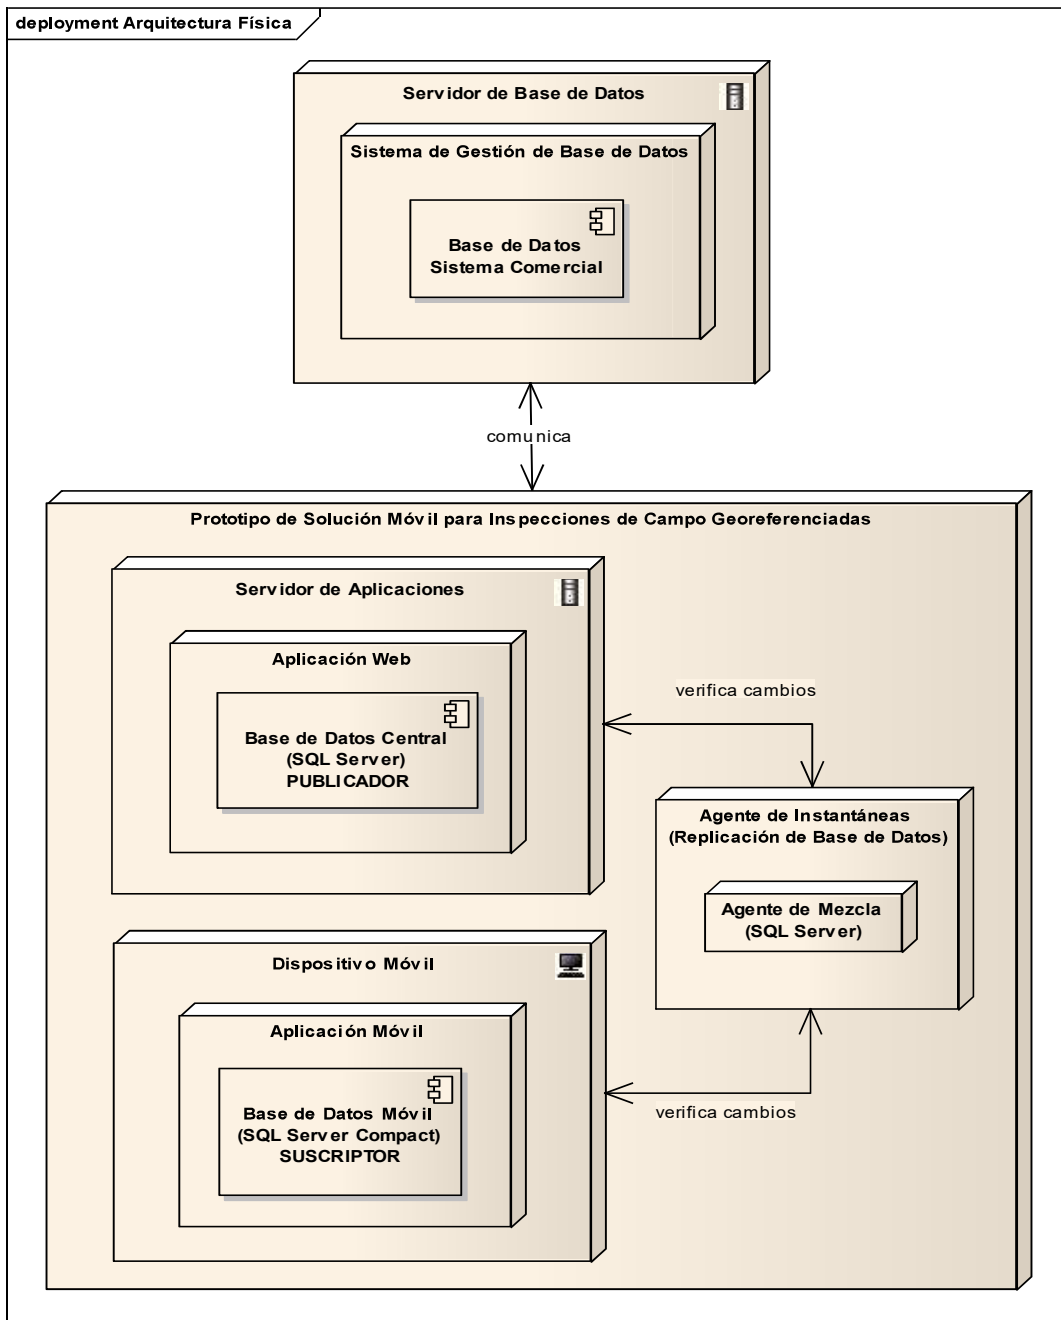 deployment Arquitectura Física
Servidor de Base de Datos
Sistema de Gestión de Base de Datos
Base de Datos
Sistema Comercial
comunica
Prototipo de Solución Móvil para Inspecciones de Campo Georeferenciadas
Servidor de Aplicaciones
Aplicación Web
Base de Datos Central
(SQL Server)
PUBLICADOR
verifica cambios
Agente de Instantáneas
(Replicación de Base de Datos)
Agente de Mezcla
(SQL Server)
Dispositivo Móvil
Aplicación Móvil
Base de Datos Móvil
(SQL Server Compact)
SUSCRIPTOR
verifica cambios